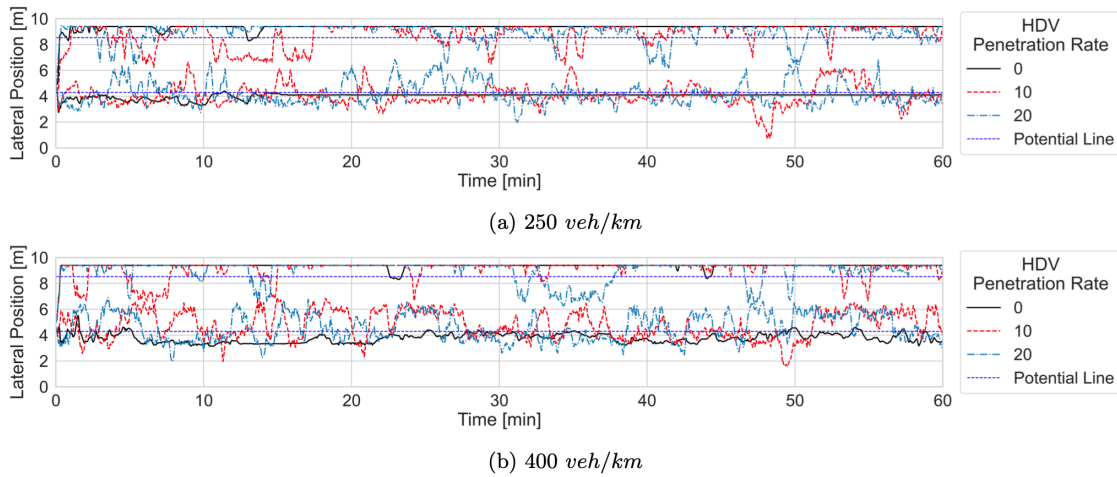 10
8
6
4
2
0
Lateral Position [m]
0 10 20 30 40 50 60
Time [min]
HDV
Penetration Rate
0
10
20
Potential Line
(a) 250 veh/km
10
8
6
4
2
0
Lateral Position [m]
0 10 20 30 40 50 60
Time [min]
HDV
Penetration Rate
0
10
20
Potential Line
(b) 400 veh/km